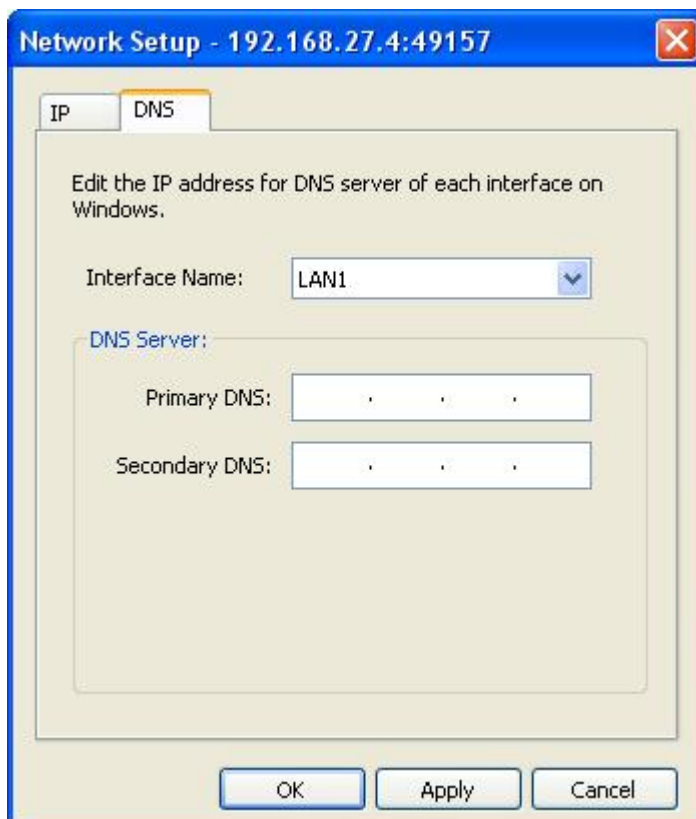 Network Setup - 192.168.27.4:49157
IP DNS
Edit the IP address for DNS server of each interface on
Windows.
Interface Name: LAN1
DNS Server:
Primary DNS: . . .
Secondary DNS: . . .
OK Apply Cancel